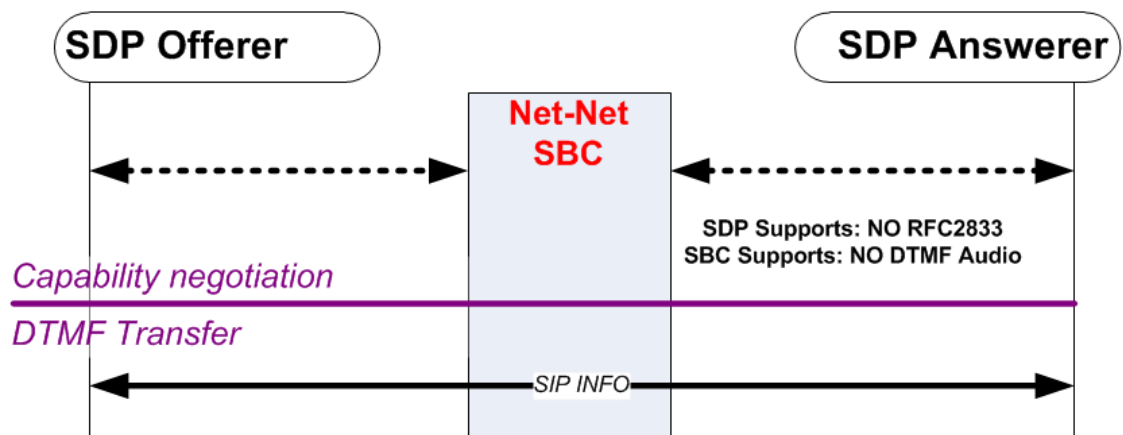 SDP Offerer
SDP Answerer
Net-Net
SBC
SDP Supports: NO RFC2833
SBC Supports: NO DTMF Audio
Capability negotiation
DTMF Transfer
SIP INFO